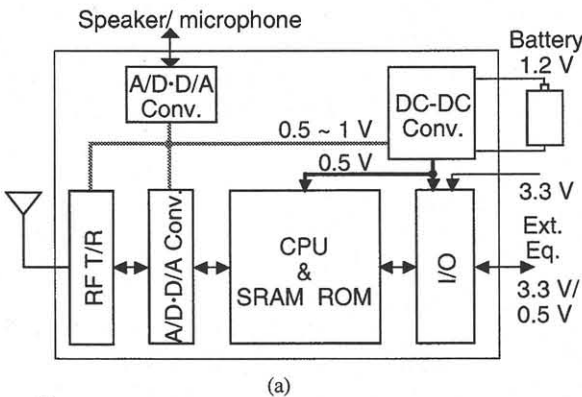 Speaker/ microphone
Battery
1.2 V
A/D·D/A
Conv.
DC-DC
Conv.
0.5 ~ 1 V
0.5 V
3.3 V
RF T/R
A/D·D/A Conv.
CPU
&
SRAM ROM
I/O
Ext.
Eq.
3.3 V/
0.5 V
(a)